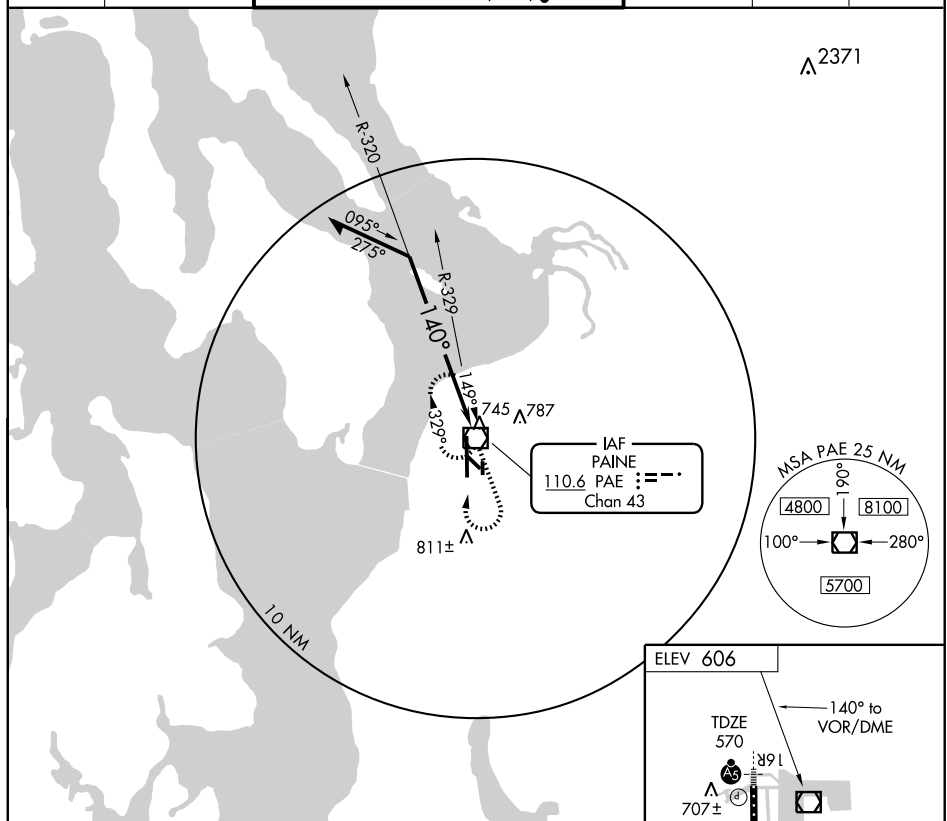 2371
R-320
095°
275°
R-329
140°
149°
329°
745
787
IAF
PAINE
110.6 PAE
Chan 43
811±
10 NM
MSA PAE 25 NM
190°
4800
8100
100°
280°
5700
ELEV 606
140° to
VOR/DME
TDZE
570
16R
A5
P
707±